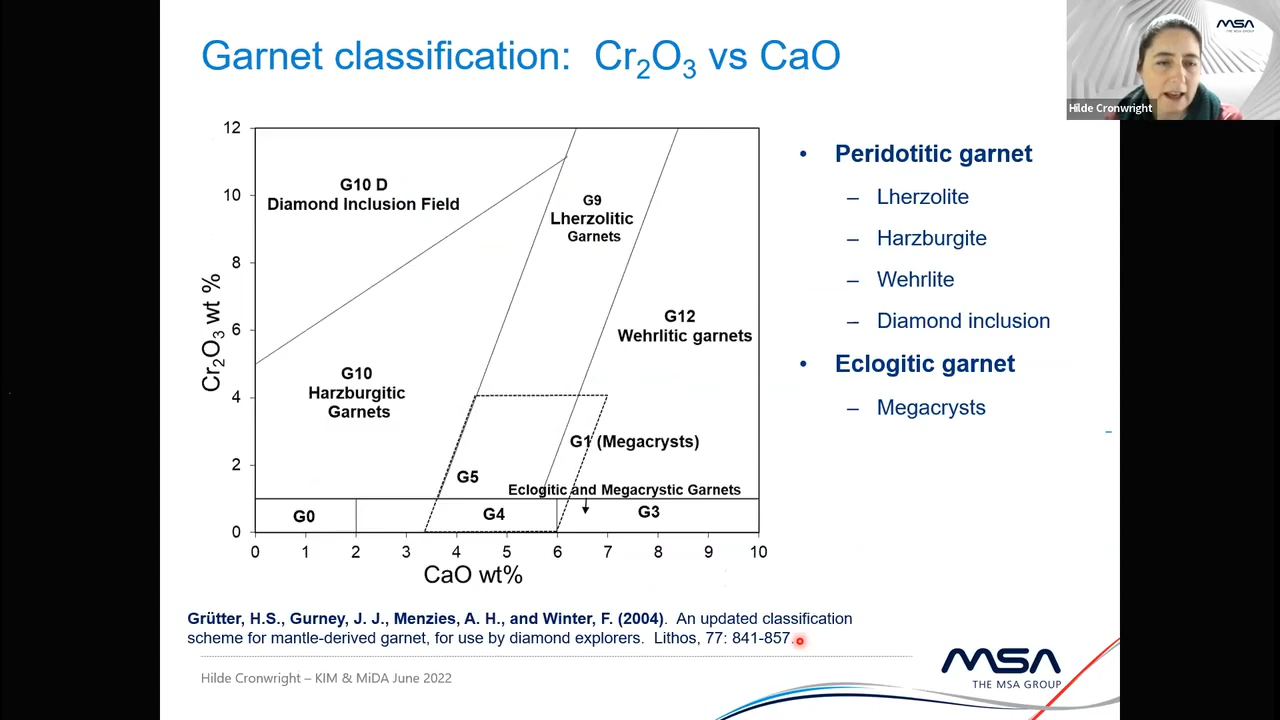 Garnet classification: Cr2O3 vs CaO
MSA
THE MSA GROUP
Hilde Cronwright
12
10
8
6
4
2
0
Cr2O3 wt %
G10 D
Diamond Inclusion Field
G9
Lherzolitic
Garnets
G12
Wehrlitic garnets
G10
Harzburgitic
Garnets
G1 (Megacrysts)
G5
Eclogitic and Megacrystic Garnets
G0
G4
G3
0 1 2 3 4 5 6 7 8 9 10
CaO wt%
• Peridotitic garnet
– Lherzolite
– Harzburgite
– Wehrlite
– Diamond inclusion
• Eclogitic garnet
– Megacrysts
Grütter, H.S., Gurney, J. J., Menzies, A. H., and Winter, F. (2004). An updated classification
scheme for mantle-derived garnet, for use by diamond explorers. Lithos, 77: 841-857.
Hilde Cronwright – KIM & MiDA June 2022
MSA
THE MSA GROUP